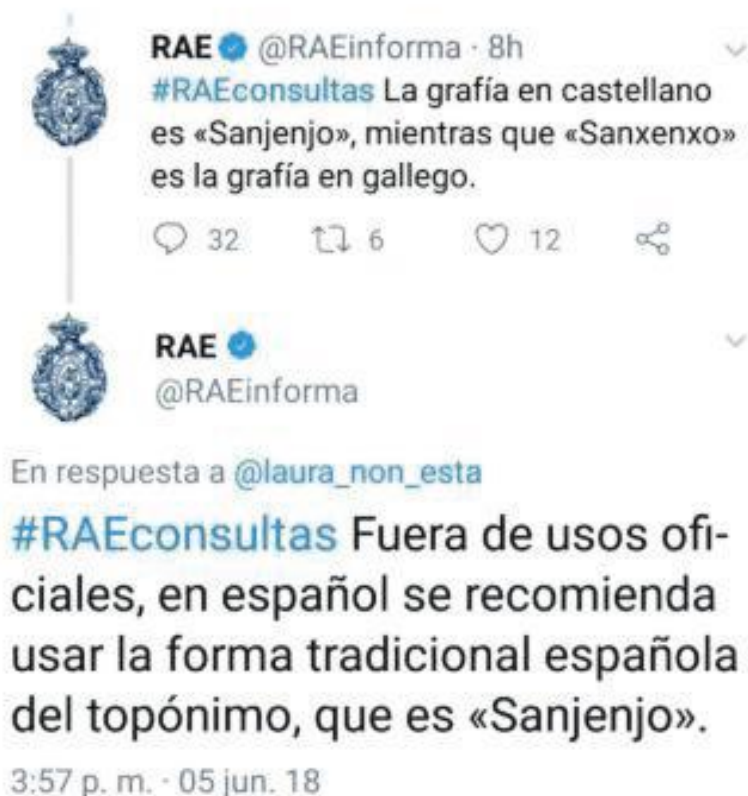 RAE @RAEinforma · 8h
#RAEconsultas La grafía en castellano
es «Sanjenjo», mientras que «Sanxenxo»
es la grafía en gallego.
32 6 12
RAE
@RAEinforma
En respuesta a @laura_non_esta
#RAEconsultas Fuera de usos ofi-
ciales, en español se recomienda
usar la forma tradicional española
del topónimo, que es «Sanjenjo».
3:57 p. m. · 05 jun. 18